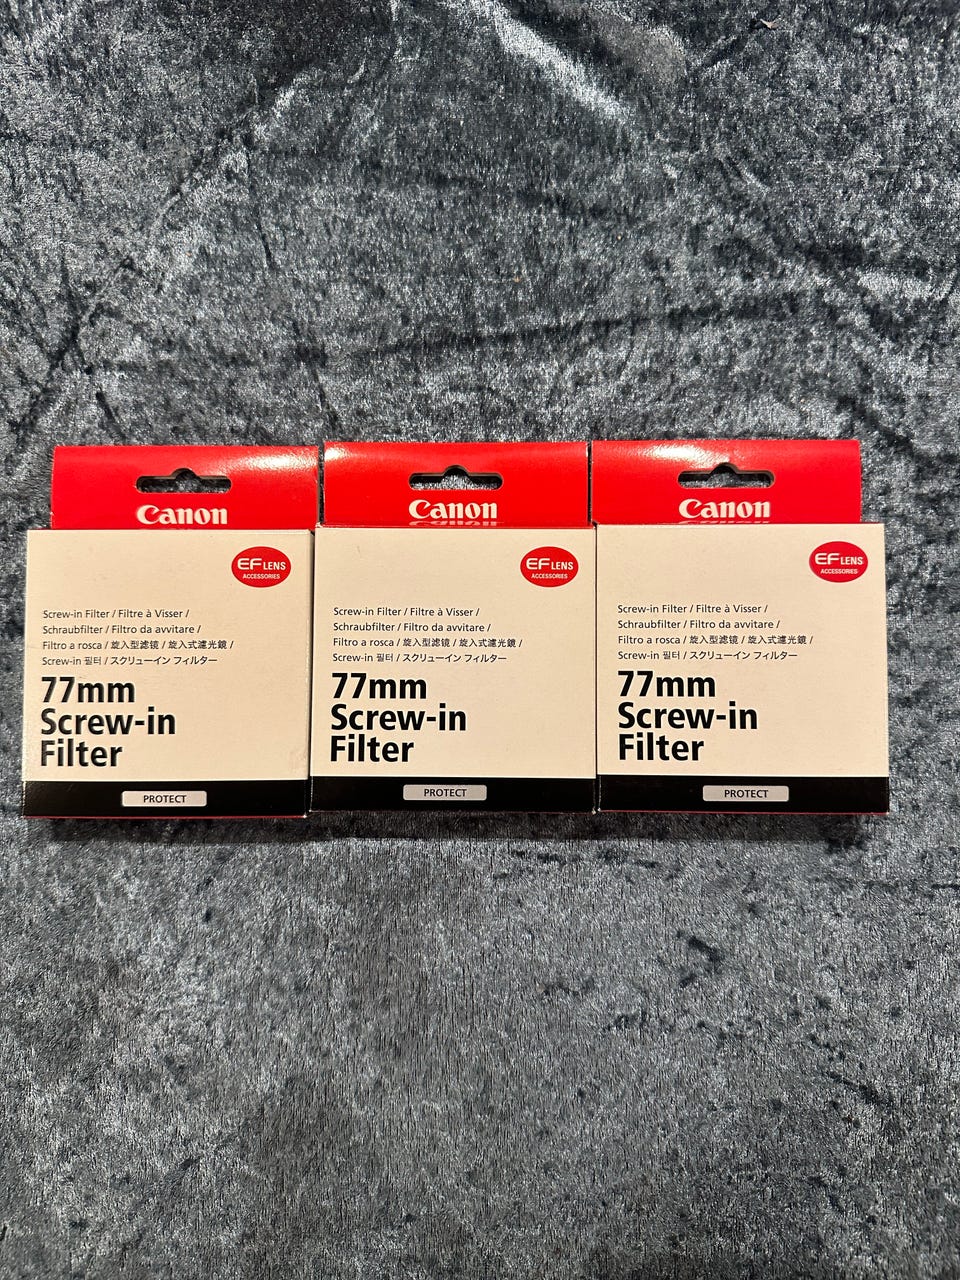 Canon
EF LENS
ACCESSORIES
Screw-in Filter / Filtre à Visser /
Schraubfilter / Filtro da avvitare /
Filtro a rosca / 旋入型滤镜 / 旋入式濾光鏡 /
Screw-in 필터 / スクリューイン フィルター
77mm
Screw-in
Filter
PROTECT
Canon
EF LENS
ACCESSORIES
Screw-in Filter / Filtre à Visser /
Schraubfilter / Filtro da avvitare /
Filtro a rosca / 旋入型滤镜 / 旋入式濾光鏡 /
Screw-in 필터 / スクリューイン フィルター
77mm
Screw-in
Filter
PROTECT
Canon
EF LENS
ACCESSORIES
Screw-in Filter / Filtre à Visser /
Schraubfilter / Filtro da avvitare /
Filtro a rosca / 旋入型滤镜 / 旋入式濾光鏡 /
Screw-in 필터 / スクリューイン フィルター
77mm
Screw-in
Filter
PROTECT